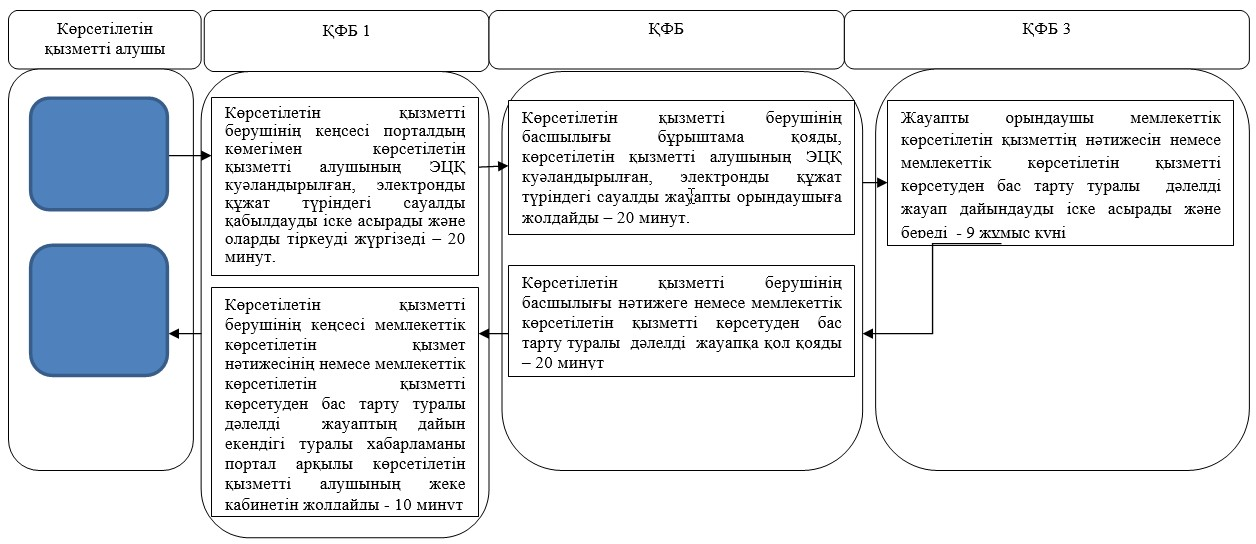 Көрсетілетін
қызметті алушы
ҚФБ 1
ҚФБ
ҚФБ 3
Көрсетілетін қызметті
берушінің кеңсесі порталдың
көмегімен көрсетілетін
қызметті алушының ЭЦҚ
куәландырылған, электронды
құжат түріндегі сауалды
қабылдауды іске асырады және
оларды тіркеуді жүргізеді – 20
минут.
Көрсетілетін қызметті берушінің
басшылығы бұрыштама қояды,
көрсетілетін қызметті алушының ЭЦҚ
куәландырылған, электронды құжат
түріндегі сауалды жауапты орындаушыға
жолдайды – 20 минут.
Жауапты орындаушы мемлекеттік
көрсетілетін қызметтің нәтижесін немесе
мемлекеттік көрсетілетін қызметті
көрсетуден бас тарту туралы дәлелді
жауап дайындауды іске асырады және
береді - 9 жұмыс күні
Көрсетілетін қызметті
берушінің кеңсесі мемлекеттік
көрсетілетін қызмет
нәтижесінің немесе мемлекеттік
көрсетілетін қызметті
көрсетуден бас тарту туралы
дәлелді жауаптың дайын
екендігі туралы хабарламаны
портал арқылы көрсетілетін
қызметті алушының жеке
кабинетін жолдайды - 10 минут
Көрсетілетін қызметті берушінің
басшылығы нәтижеге немесе мемлекеттік
көрсетілетін қызметті көрсетуден бас
тарту туралы дәлелді жауапқа қол қояды
– 20 минут